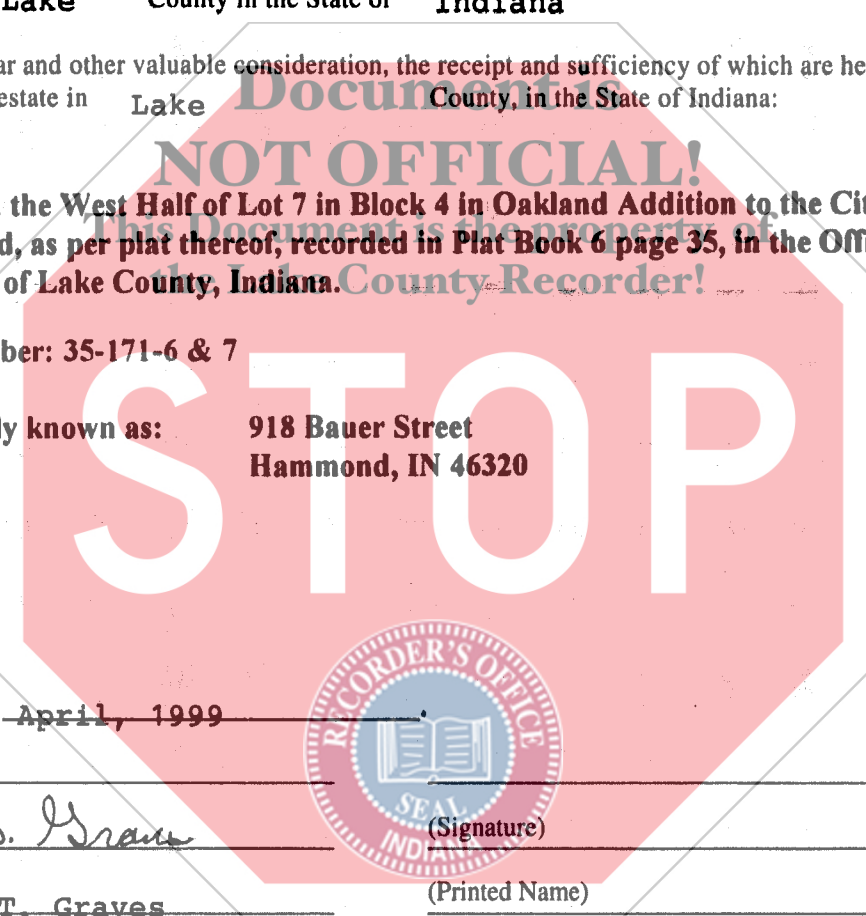 Lake County in the State of Indiana
ar and other valuable consideration, the receipt and sufficiency of which are he
estate in Lake County, in the State of Indiana:
Document is
NOT OFFICIAL!
the West Half of Lot 7 in Block 4 in Oakland Addition to the Cit
This Document is the property of
d, as per plat thereof, recorded in Plat Book 6 page 35, in the Offi
the Lake County Recorder!
of Lake County, Indiana.
ber: 35-171-6 & 7
STOP
ly known as: 918 Bauer Street
Hammond, IN 46320
RECORDER'S OFFICE
SEAL
INDIANA
April, 1999
s. Graves
(Signature)
T. Graves
(Printed Name)